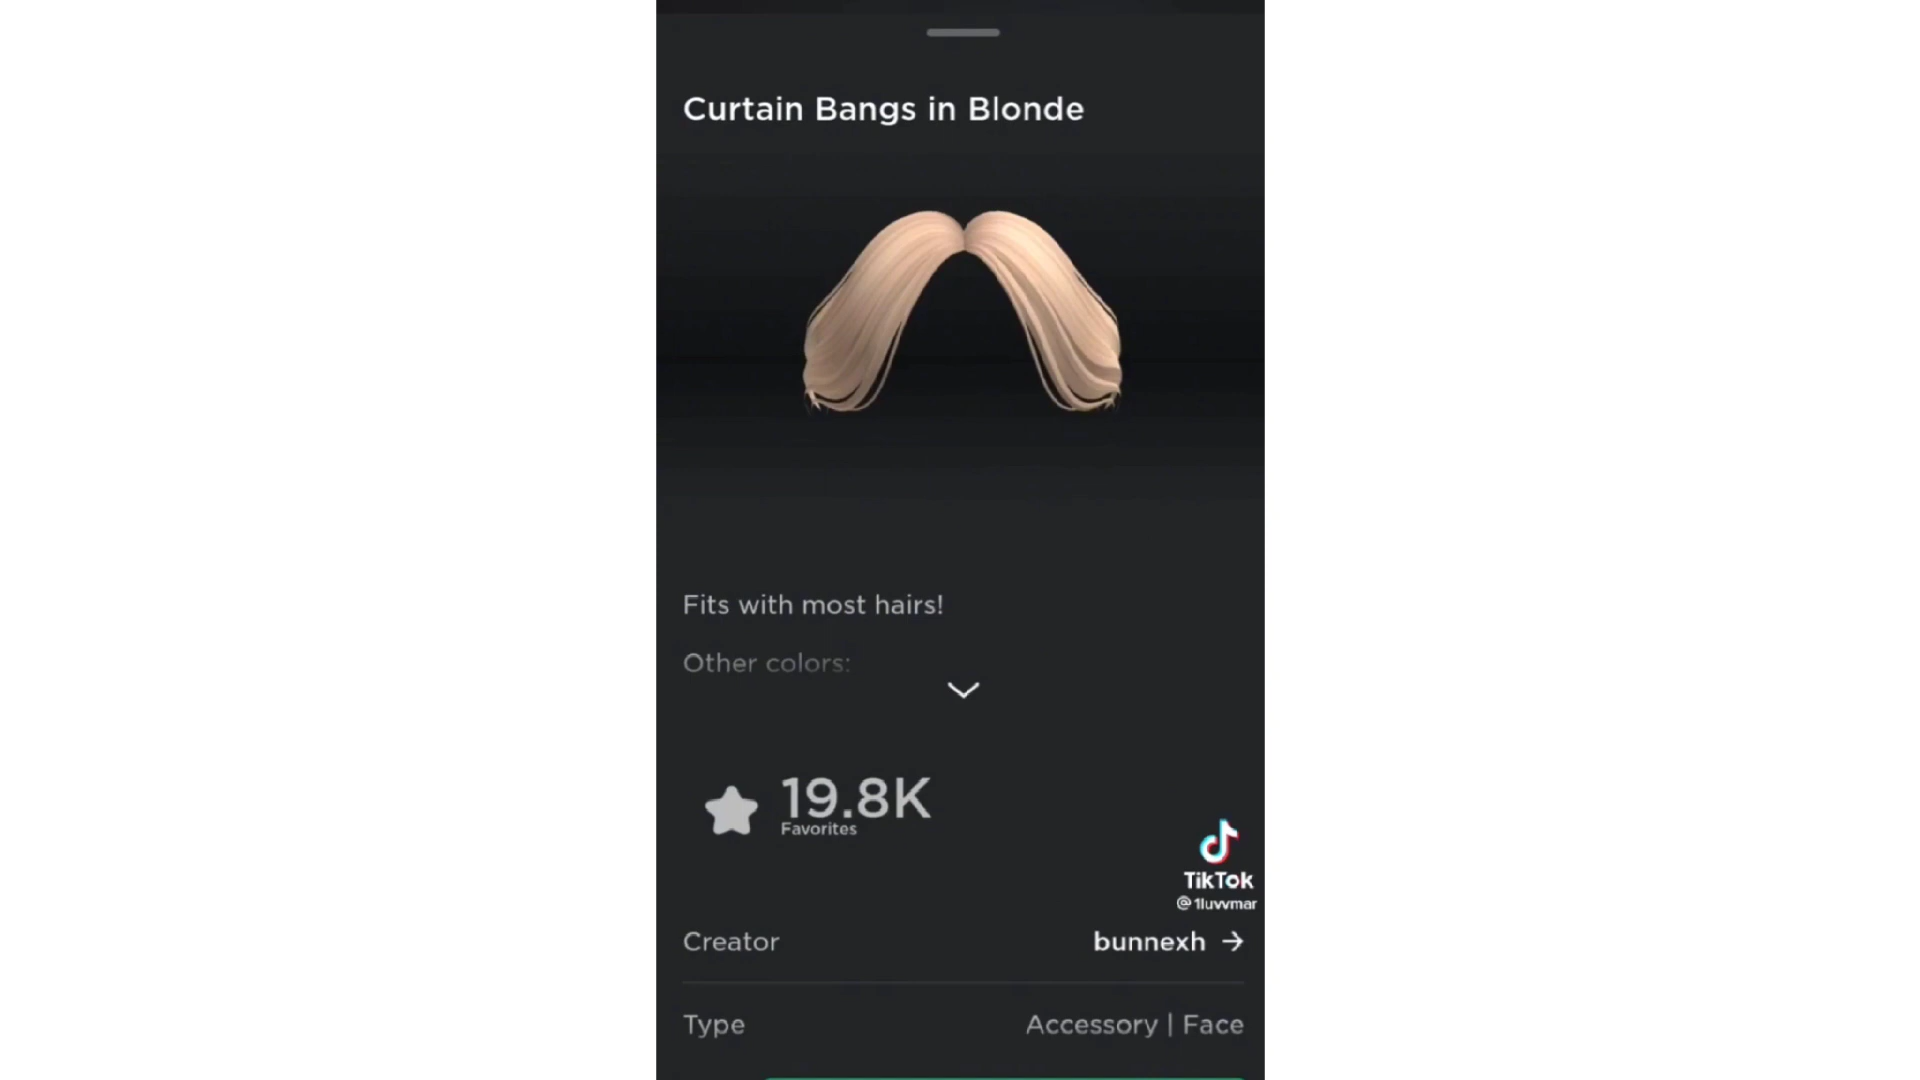 Curtain Bangs in Blonde
Fits with most hairs!
Other colors:
19.8K
Favorites
TikTok
@1luvvmar
Creator bunnexh →
Type Accessory | Face